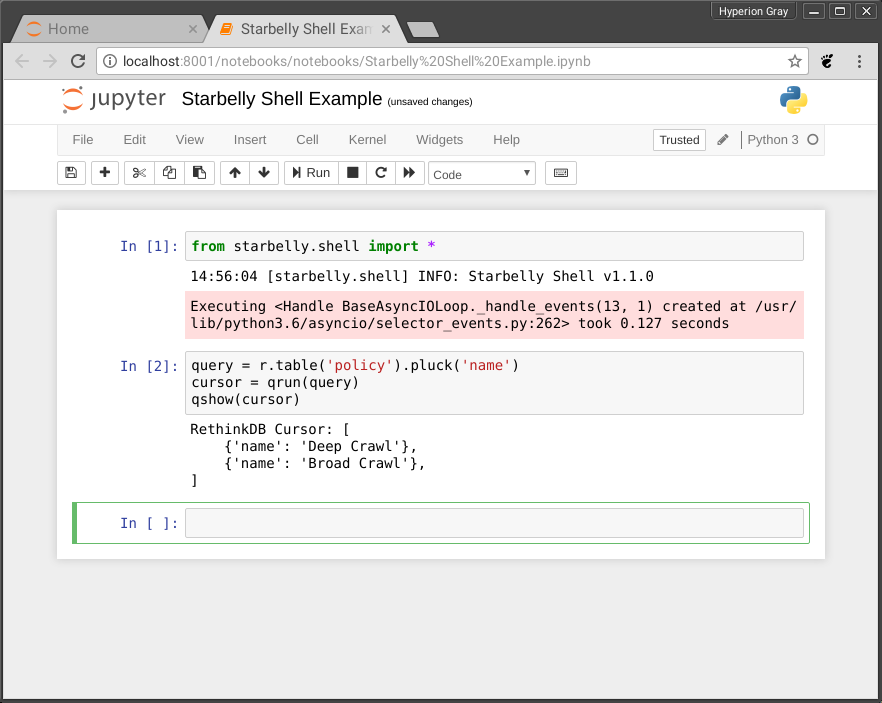 Hyperion Gray
Home
Starbelly Shell Exam
localhost:8001/notebooks/notebooks/Starbelly%20Shell%20Example.ipynb
jupyter Starbelly Shell Example (unsaved changes)
File Edit View Insert Cell Kernel Widgets Help Trusted Python 3
Run Code
In [1]: from starbelly.shell import *
14:56:04 [starbelly.shell] INFO: Starbelly Shell v1.1.0
Executing <Handle BaseAsyncIOLoop._handle_events(13, 1) created at /usr/
lib/python3.6/asyncio/selector_events.py:262> took 0.127 seconds
In [2]: query = r.table('policy').pluck('name')
cursor = qrun(query)
qshow(cursor)
RethinkDB Cursor: [
    {'name': 'Deep Crawl'},
    {'name': 'Broad Crawl'},
]
In [ ]: